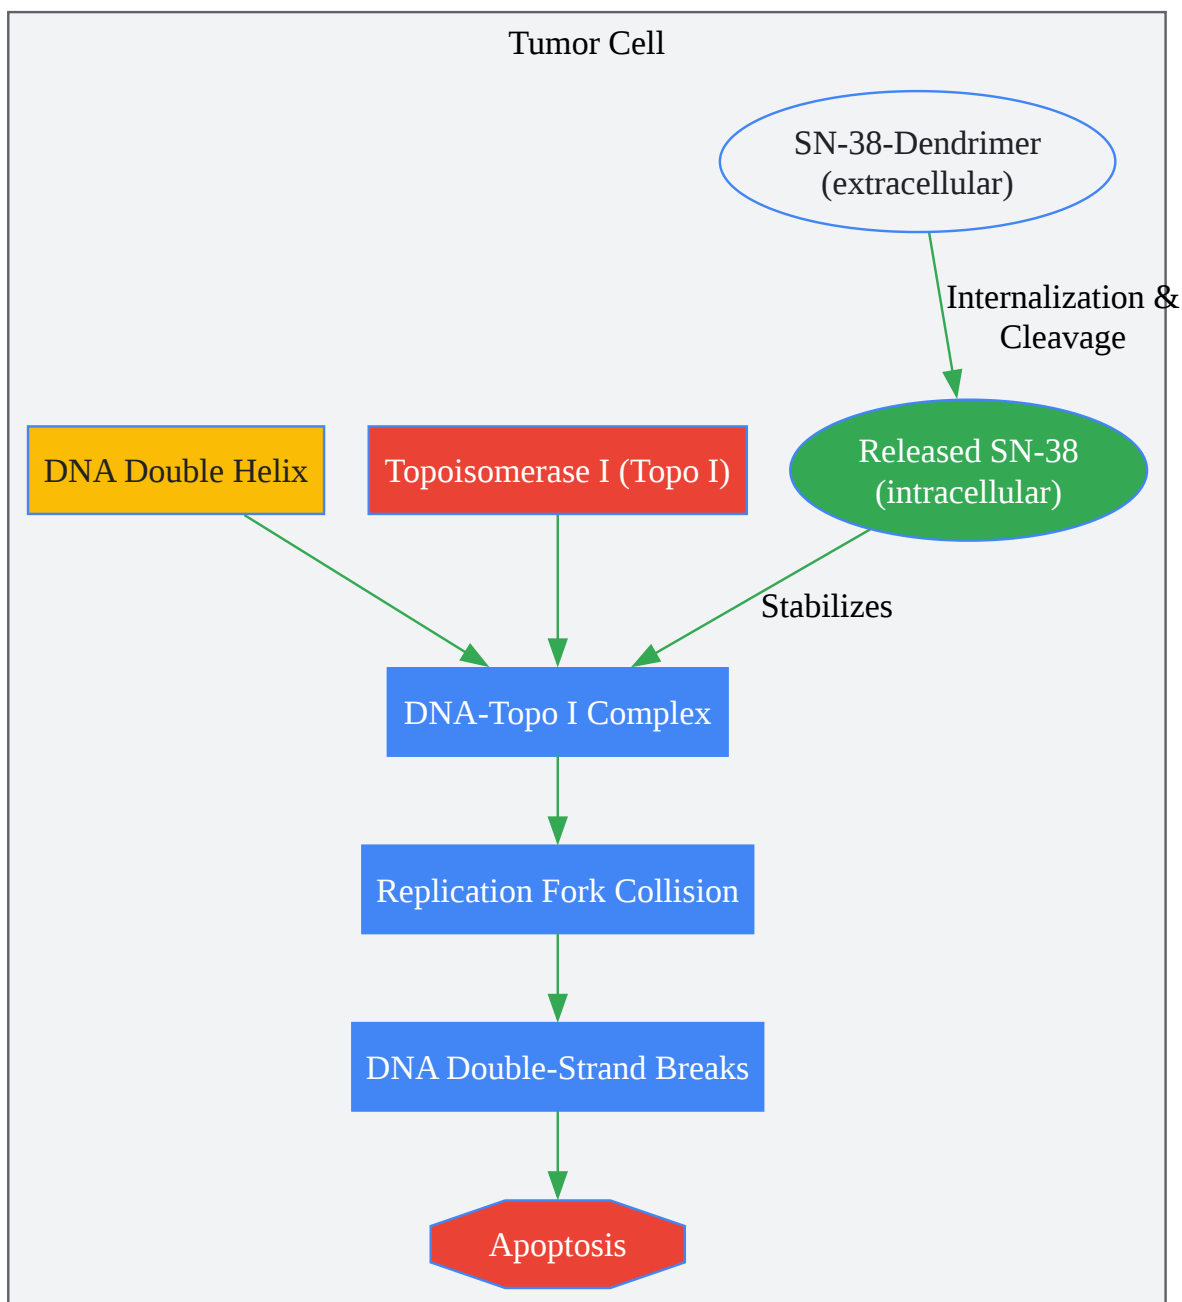 Tumor Cell
SN-38-Dendrimer
(extracellular)
Internalization &
Cleavage
DNA Double Helix
Topoisomerase I (Topo I)
Released SN-38
(intracellular)
Stabilizes
DNA-Topo I Complex
Replication Fork Collision
DNA Double-Strand Breaks
Apoptosis